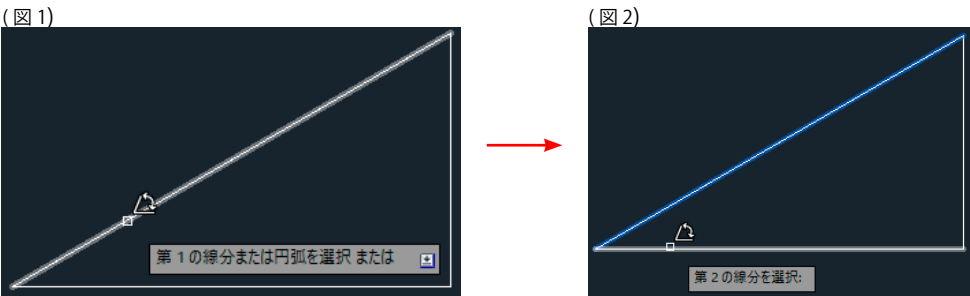 ( 図 1)
( 図 2)
第 1 の線分または円弧を選択 または
第 2 の線分を選択: